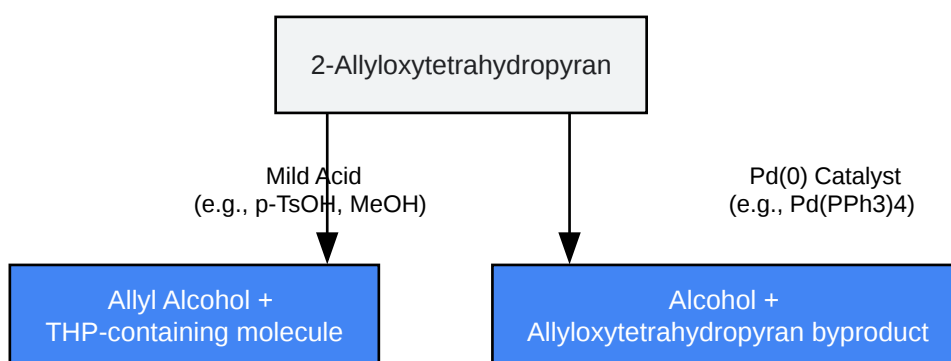 2-Allyloxytetrahydropyran
Mild Acid
(e.g., p-TsOH, MeOH)
Pd(0) Catalyst
(e.g., Pd(PPh3)4)
Allyl Alcohol +
THP-containing molecule
Alcohol +
Allyloxytetrahydropyran byproduct